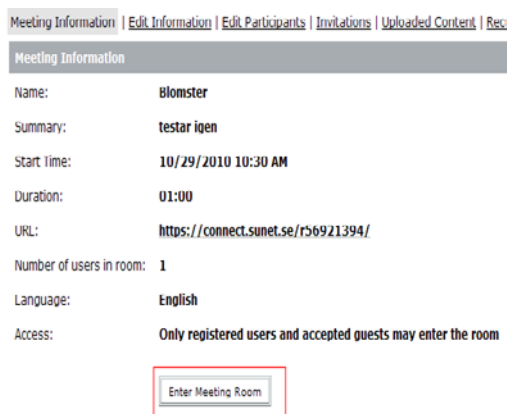 Meeting Information | Edit Information | Edit Participants | Invitations | Uploaded Content |
Meeting Information
Name: Blomster
Summary: testar igen
Start Time: 10/29/2010 10:30 AM
Duration: 01:00
URL: https://connect.sunet.se/r56921394/
Number of users in room: 1
Language: English
Access: Only registered users and accepted guests may enter the room
Enter Meeting Room